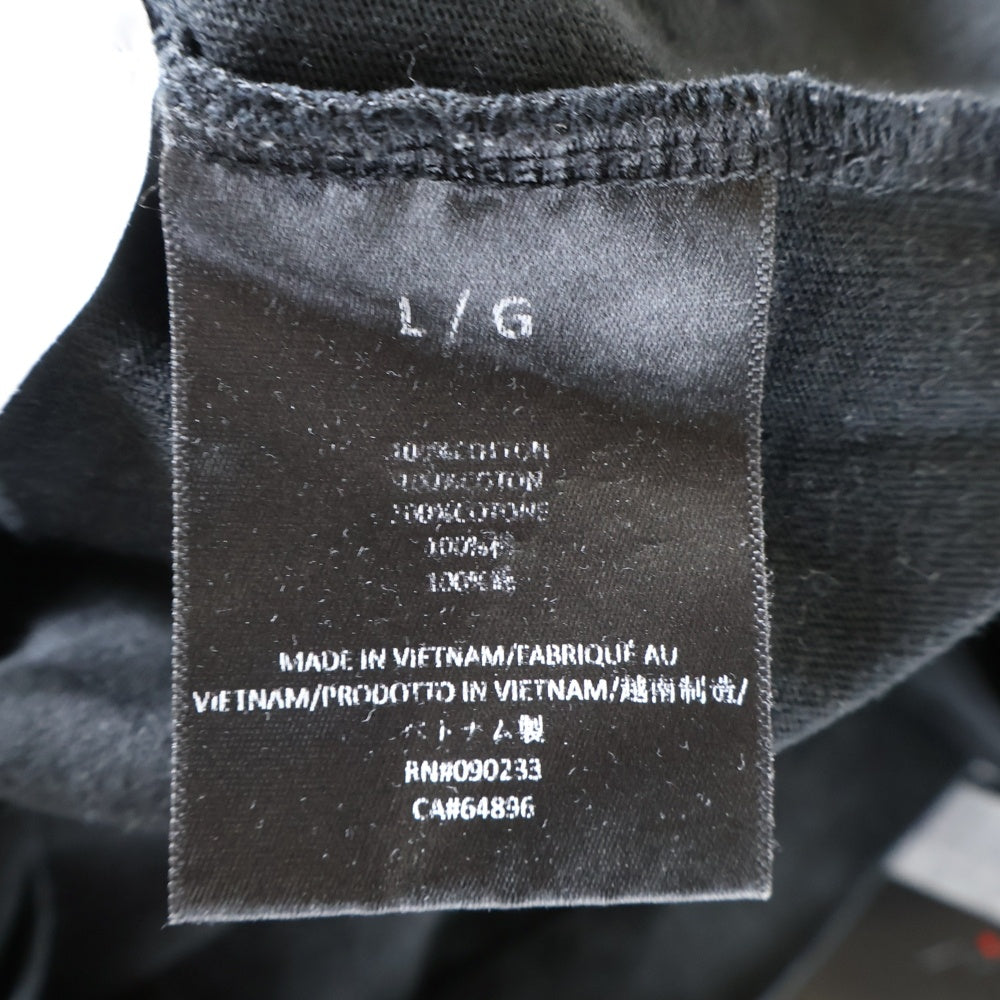 L / G
100%COTTON
100%COTON
100%COTONE
100%棉
100%綿
MADE IN VIETNAM/FABRIQUÉ AU
VIETNAM/PRODOTTO IN VIETNAM/越南制造/
ベトナム製
RN#090233
CA#64896